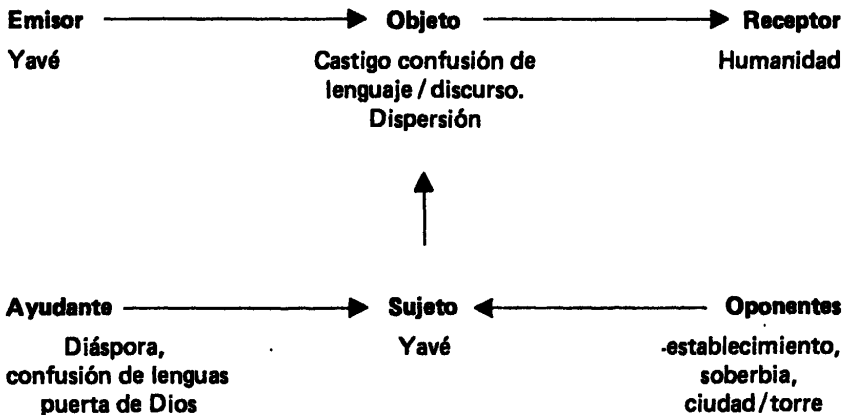 Emisor Objeto Receptor
Yavé Castigo confusión de Humanidad
lenguaje / discurso.
Dispersión
Ayudante Sujeto Oponentes
Diáspora, Yavé -establecimiento,
confusión de lenguas soberbia,
puerta de Dios ciudad/torre